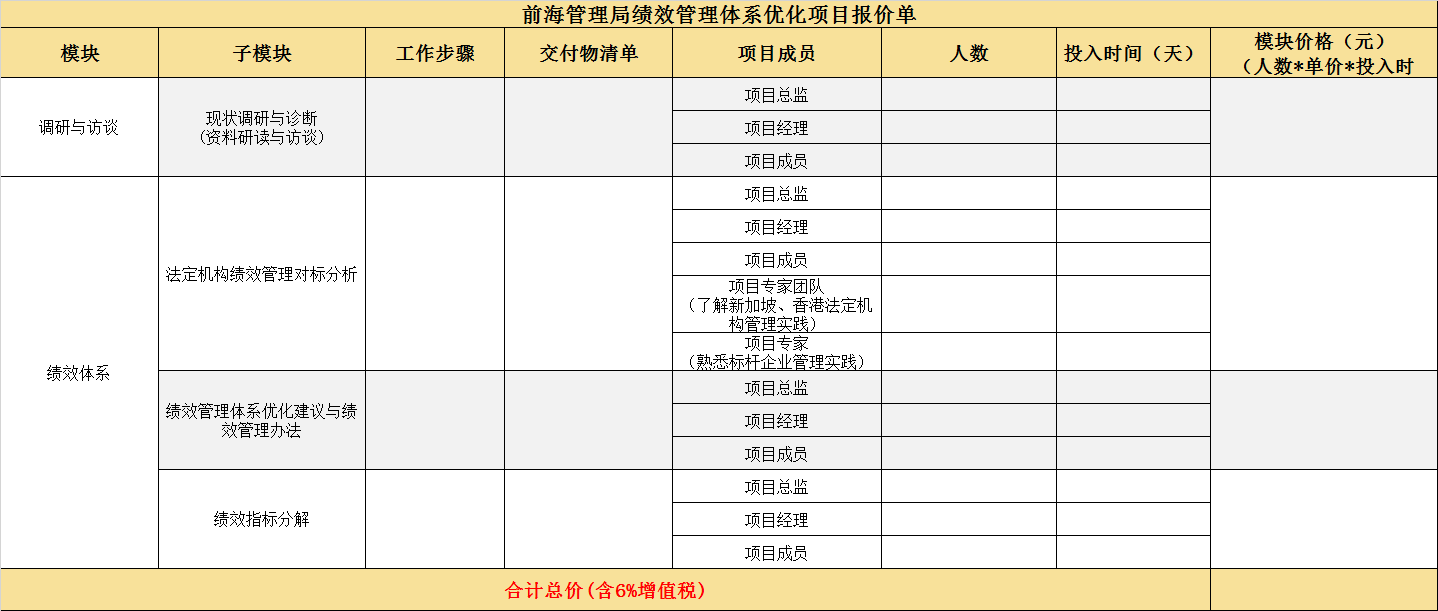 前海管理局绩效管理体系优化项目报价单
模块
子模块
工作步骤
交付物清单
项目成员
人数
投入时间（天）
模块价格（元）
（人数*单价*投入时
调研与访谈
现状调研与诊断
(资料研读与访谈)
项目总监
项目经理
项目成员
绩效体系
法定机构绩效管理对标分析
项目总监
项目经理
项目成员
项目专家团队
（了解新加坡、香港法定机
构管理实践）
项目专家
（熟悉标杆企业管理实践）
绩效管理体系优化建议与绩
效管理办法
项目总监
项目经理
项目成员
绩效指标分解
项目总监
项目经理
项目成员
合计总价(含6%增值税)